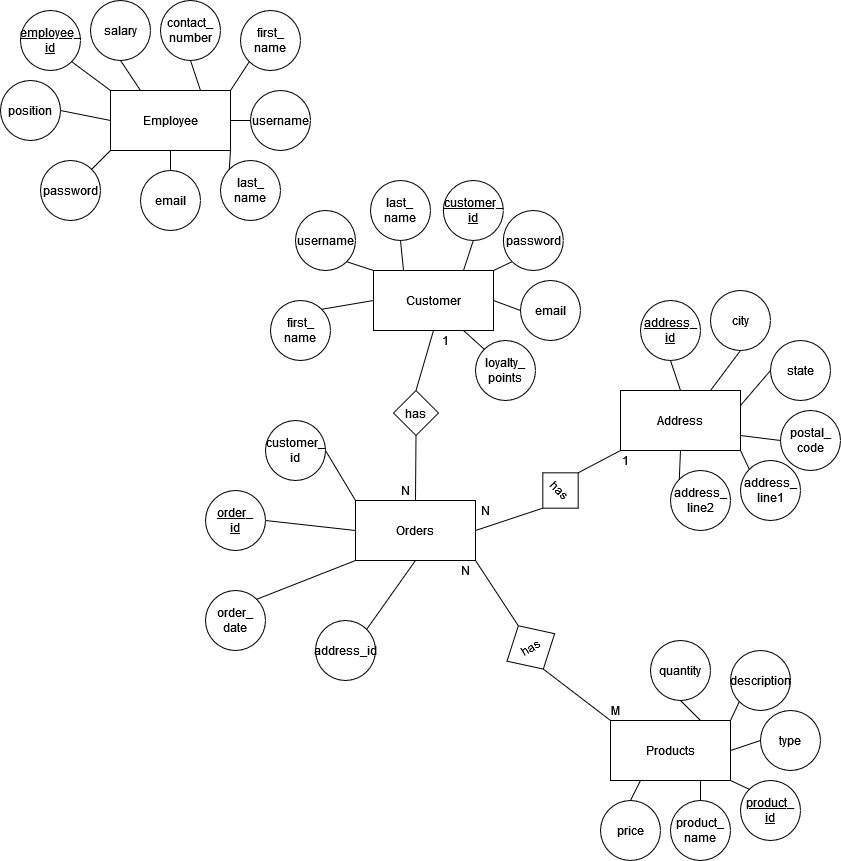 contact_
number
salary
employee_
id
first_
name
position
Employee
username
password
email
last_
name
last_
name
customer_
id
username
password
Customer
email
first_
name
1
loyalty_
points
address_
id
city
state
has
Address
postal_
code
customer_
id
1
address_
line1
has
address_
line2
N
N
order_
id
Orders
N
order_
date
address_id
has
quantity
description
M
type
Products
product_
id
price
product_
name